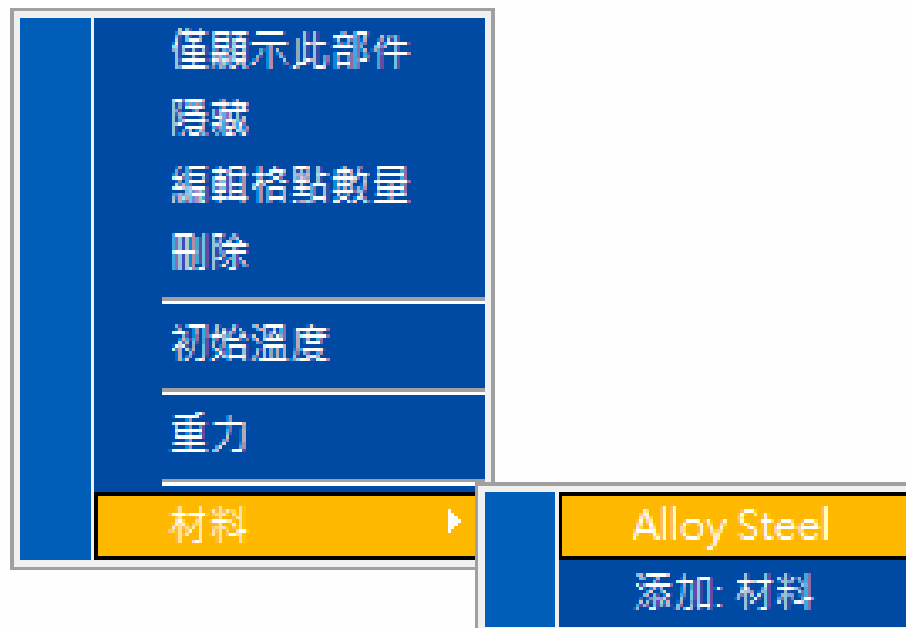 僅顯示此部件
隱藏
編輯格點數量
刪除
初始溫度
重力
材料
Alloy Steel
添加: 材料